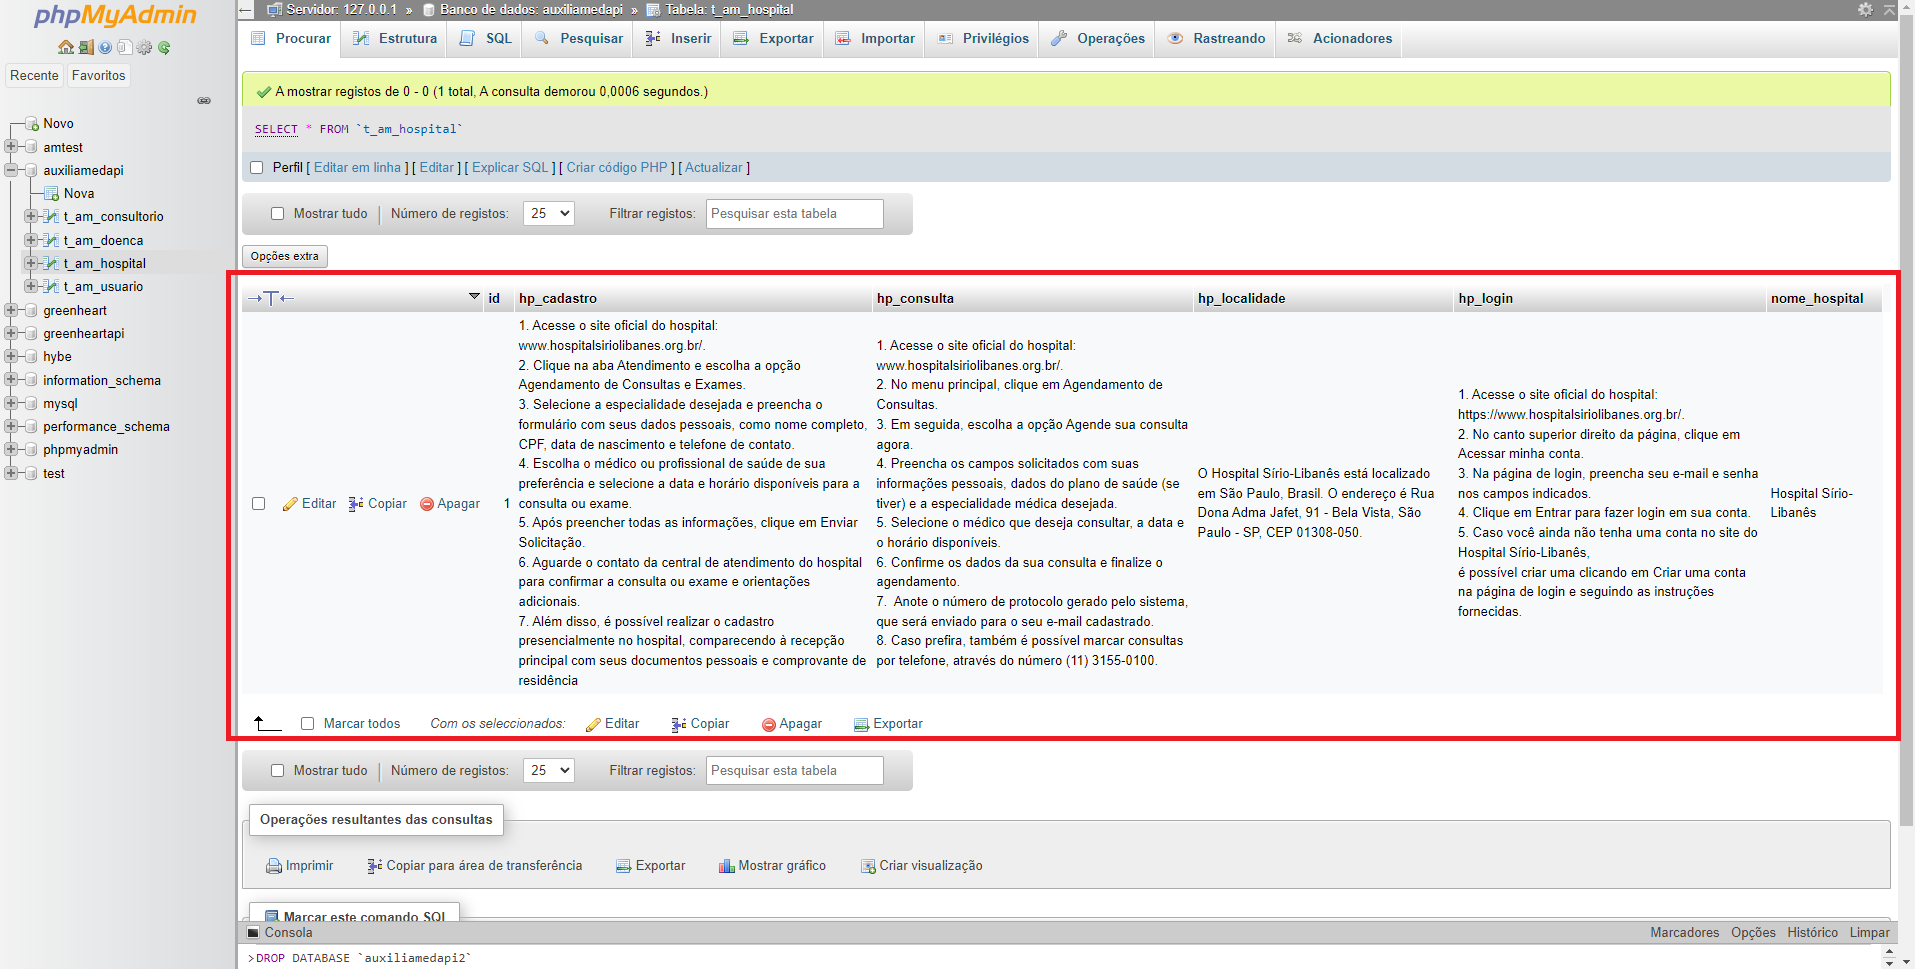 phpMyAdmin
Recente Favoritos
Novo
amtest
auxiliamedapi
Nova
t_am_consultorio
t_am_doenca
t_am_hospital
t_am_usuario
greenheart
greenheartapi
hybe
information_schema
mysql
performance_schema
phpmyadmin
test
Servidor: 127.0.0.1 » Banco de dados: auxiliamedapi » Tabela: t_am_hospital
Procurar Estrutura SQL Pesquisar Inserir Exportar Importar Privilégios Operações Rastreando Acionadores
A mostrar registos de 0 - 0 (1 total, A consulta demorou 0,0006 segundos.)
SELECT * FROM `t_am_hospital`
Perfil [ Editar em linha ] [ Editar ] [ Explicar SQL ] [ Criar código PHP ] [ Actualizar ]
Mostrar tudo Número de registos: 25 Filtrar registos: Pesquisar esta tabela
Opções extra
id hp_cadastro hp_consulta hp_localidade hp_login nome_hospital
Editar Copiar Apagar 1
1. Acesse o site oficial do hospital:
www.hospitalsiriolibanes.org.br/.
2. Clique na aba Atendimento e escolha a opção
Agendamento de Consultas e Exames.
3. Selecione a especialidade desejada e preencha o
formulário com seus dados pessoais, como nome completo,
CPF, data de nascimento e telefone de contato.
4. Escolha o médico ou profissional de saúde de sua
preferência e selecione a data e horário disponíveis para a
consulta ou exame.
5. Após preencher todas as informações, clique em Enviar
Solicitação.
6. Aguarde o contato da central de atendimento do hospital
para confirmar a consulta ou exame e orientações
adicionais.
7. Além disso, é possível realizar o cadastro
presencialmente no hospital, comparecendo à recepção
principal com seus documentos pessoais e comprovante de
residência
1. Acesse o site oficial do hospital:
www.hospitalsiriolibanes.org.br/.
2. No menu principal, clique em Agendamento de
Consultas.
3. Em seguida, escolha a opção Agende sua consulta
agora.
4. Preencha os campos solicitados com suas
informações pessoais, dados do plano de saúde (se
tiver) e a especialidade médica desejada.
5. Selecione o médico que deseja consultar, a data e
o horário disponíveis.
6. Confirme os dados da sua consulta e finalize o
agendamento.
7. Anote o número de protocolo gerado pelo sistema,
que será enviado para o seu e-mail cadastrado.
8. Caso prefira, também é possível marcar consultas
por telefone, através do número (11) 3155-0100.
O Hospital Sírio-Libanês está localizado
em São Paulo, Brasil. O endereço é Rua
Dona Adma Jafet, 91 - Bela Vista, São
Paulo - SP, CEP 01308-050.
1. Acesse o site oficial do hospital:
https://www.hospitalsiriolibanes.org.br/.
2. No canto superior direito da página, clique em
Acessar minha conta.
3. Na página de login, preencha seu e-mail e senha
nos campos indicados.
4. Clique em Entrar para fazer login em sua conta.
5. Caso você ainda não tenha uma conta no site do
Hospital Sírio-Libanês,
é possível criar uma clicando em Criar uma conta
na página de login e seguindo as instruções
fornecidas.
Hospital Sírio-
Libanês
Marcar todos Com os seleccionados: Editar Copiar Apagar Exportar
Mostrar tudo Número de registos: 25 Filtrar registos: Pesquisar esta tabela
Operações resultantes das consultas
Imprimir Copiar para área de transferência Exportar Mostrar gráfico Criar visualização
Marcar este comando SQL
Consola Marcadores Opções Histórico Limpar
>DROP DATABASE `auxiliamedapi2`